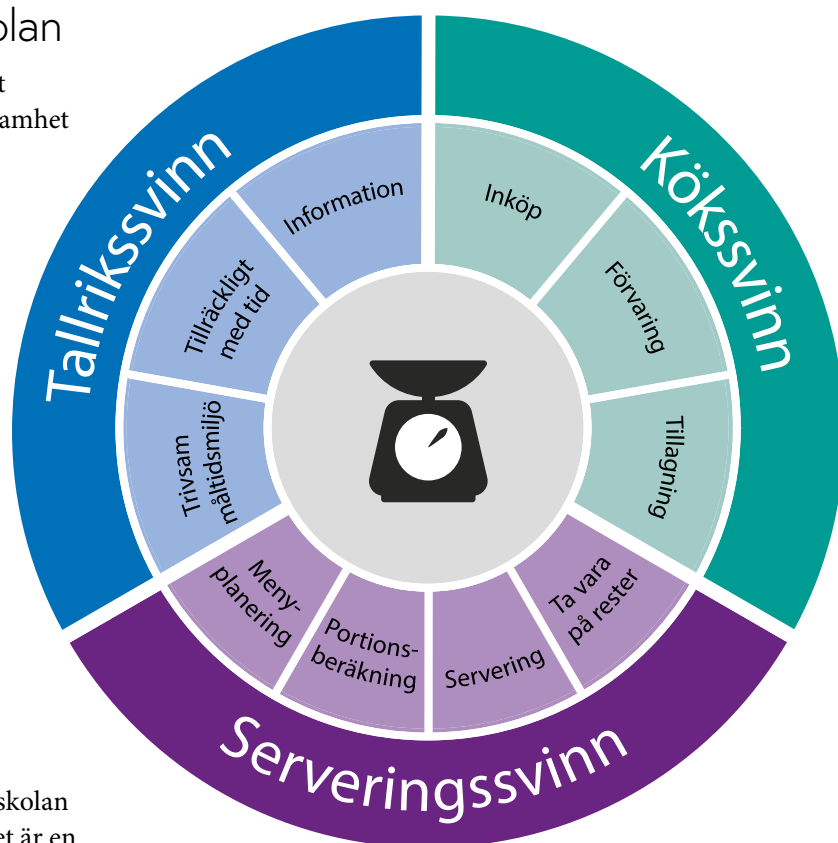 olan
t
amhet
Tallrikssvinn
Information
Tillräckligt
med tid
Trivsam
måltidsmiljö
Kökssvinn
Inköp
Förvaring
Tillagning
Serveringssvinn
Meny-
planering
Portions-
beräkning
Servering
Ta vara
på rester
skolan
et är en